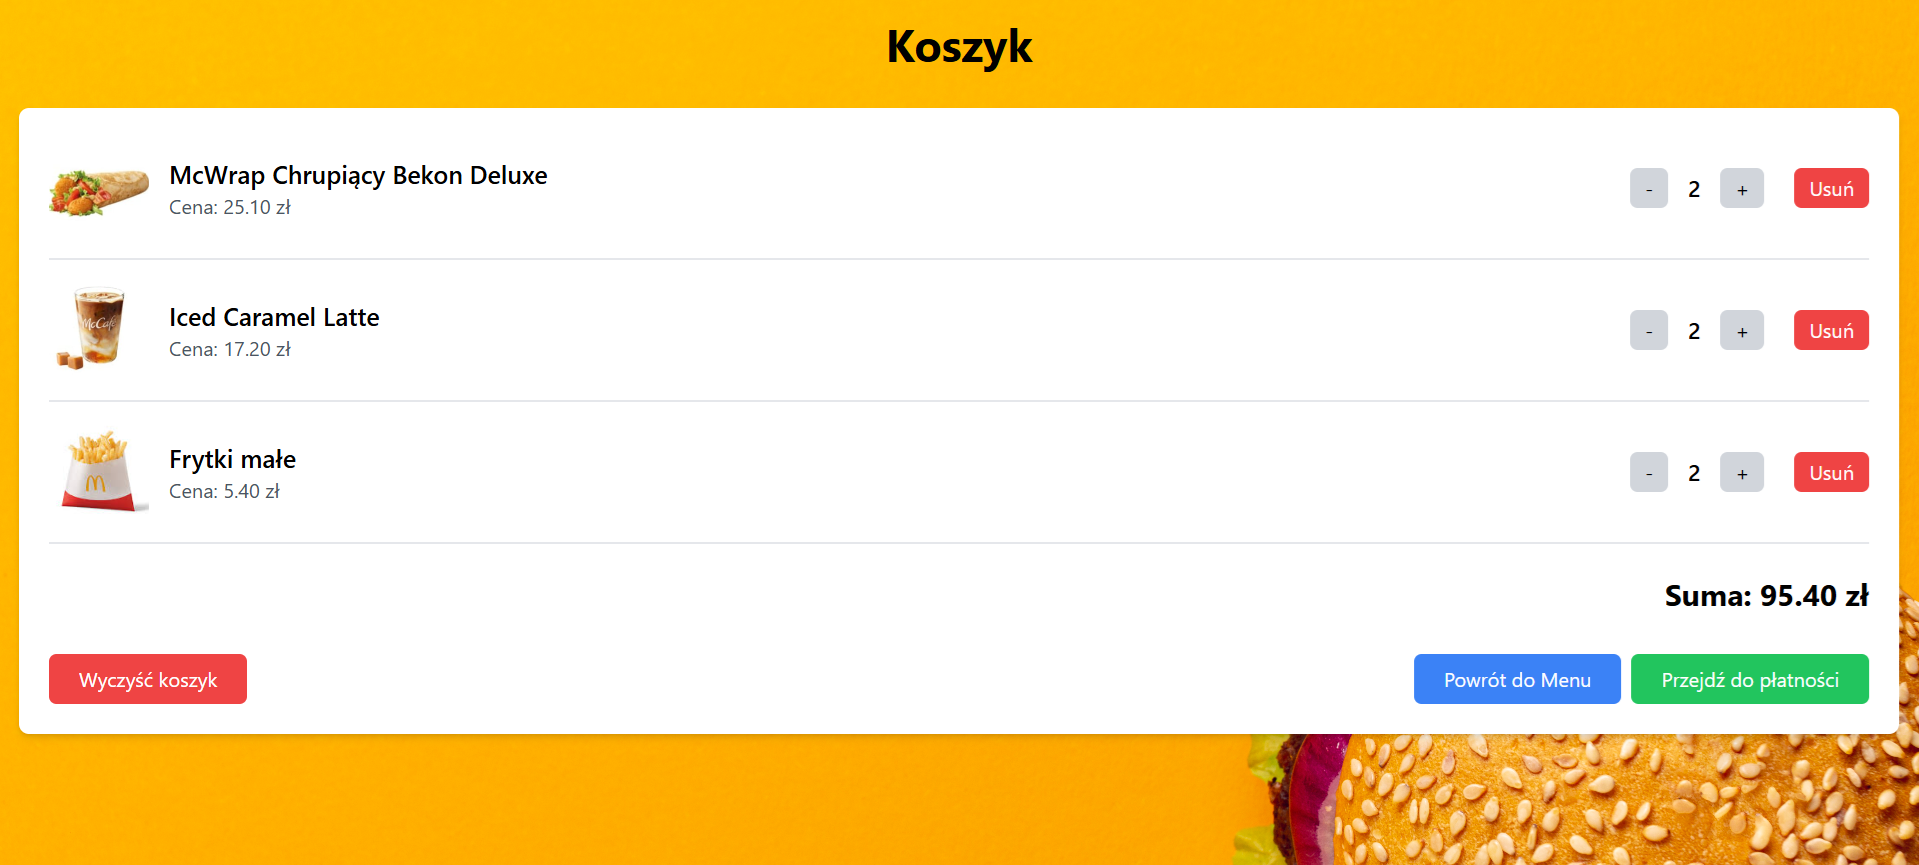 Koszyk
McWrap Chrupiący Bekon Deluxe
Cena: 25.10 zł
- 2 + Usuń
McCafé
Iced Caramel Latte
Cena: 17.20 zł
- 2 + Usuń
Frytki małe
Cena: 5.40 zł
- 2 + Usuń
Suma: 95.40 zł
Wyczyść koszyk
Powrót do Menu
Przejdź do płatności